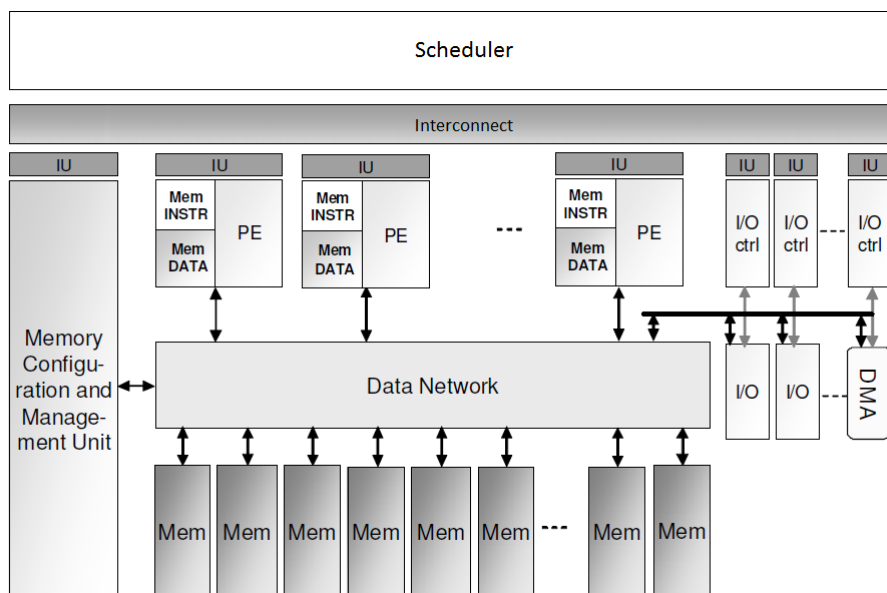 Scheduler
Interconnect
IU
IU
IU
IU
IU
IU
IU
Mem
INSTR
Mem
DATA
PE
Mem
INSTR
Mem
DATA
PE
Mem
INSTR
Mem
DATA
PE
I/O
ctrl
I/O
ctrl
I/O
ctrl
Memory
Configu-
ration and
Manage-
ment Unit
Data Network
I/O
I/O
DMA
Mem
Mem
Mem
Mem
Mem
Mem
Mem
Mem